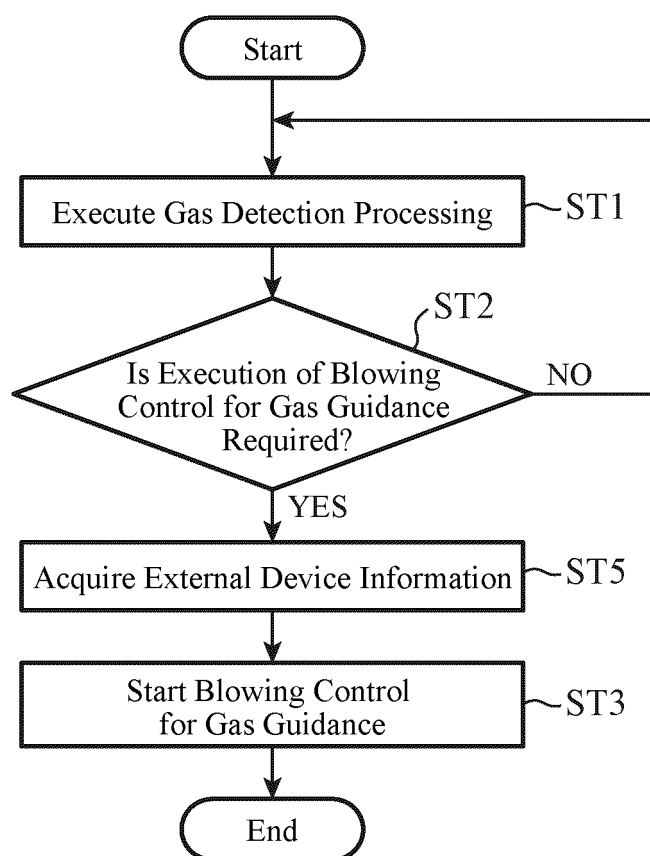 Start
Execute Gas Detection Processing
ST1
ST2
Is Execution of Blowing
Control for Gas Guidance
Required?
NO
YES
Acquire External Device Information
ST5
Start Blowing Control
for Gas Guidance
ST3
End